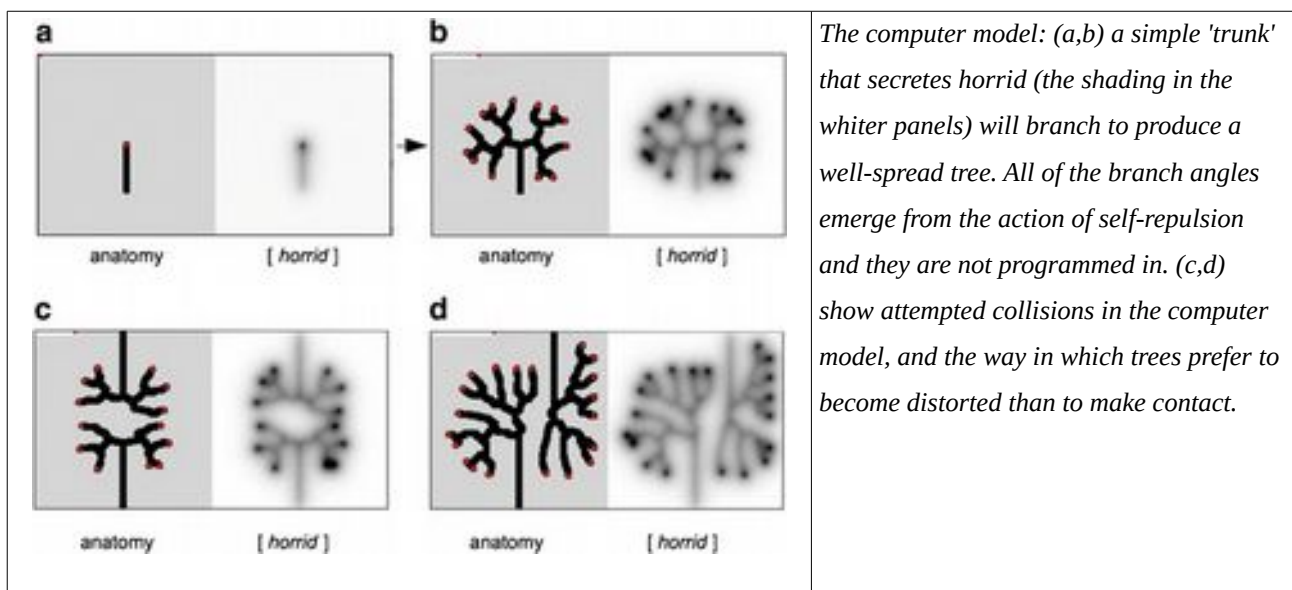 a
b
anatomy
[ horrid ]
anatomy
[ horrid ]
c
d
anatomy
[ horrid ]
anatomy
[ horrid ]
The computer model: (a,b) a simple 'trunk'
that secretes horrid (the shading in the
whiter panels) will branch to produce a
well-spread tree. All of the branch angles
emerge from the action of self-repulsion
and they are not programmed in. (c,d)
show attempted collisions in the computer
model, and the way in which trees prefer to
become distorted than to make contact.